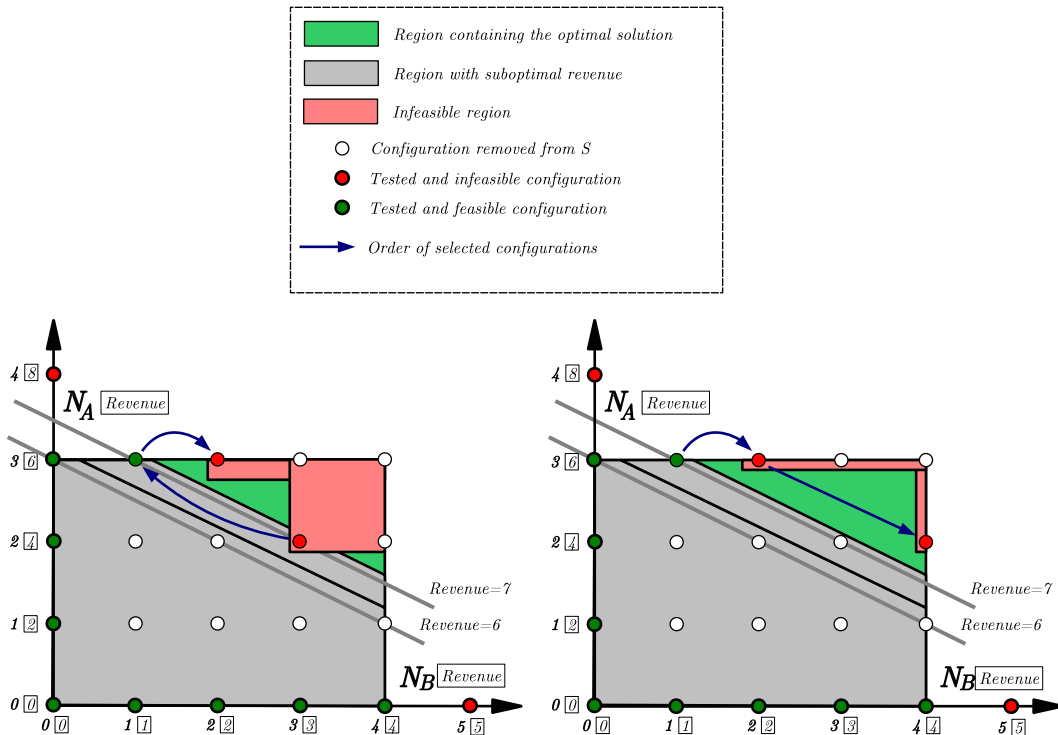 Region containing the optimal solution
Region with suboptimal revenue
Infeasible region
Configuration removed from S
Tested and infeasible configuration
Tested and feasible configuration
Order of selected configurations
4 8
N_A Revenue
3 6
2 4
Revenue=7
1 2
Revenue=6
N_B Revenue
0 0
0 0 1 1 2 2 3 3 4 4 5 5
4 8
N_A Revenue
3 6
2 4
Revenue=7
1 2
Revenue=6
N_B Revenue
0 0
0 0 1 1 2 2 3 3 4 4 5 5